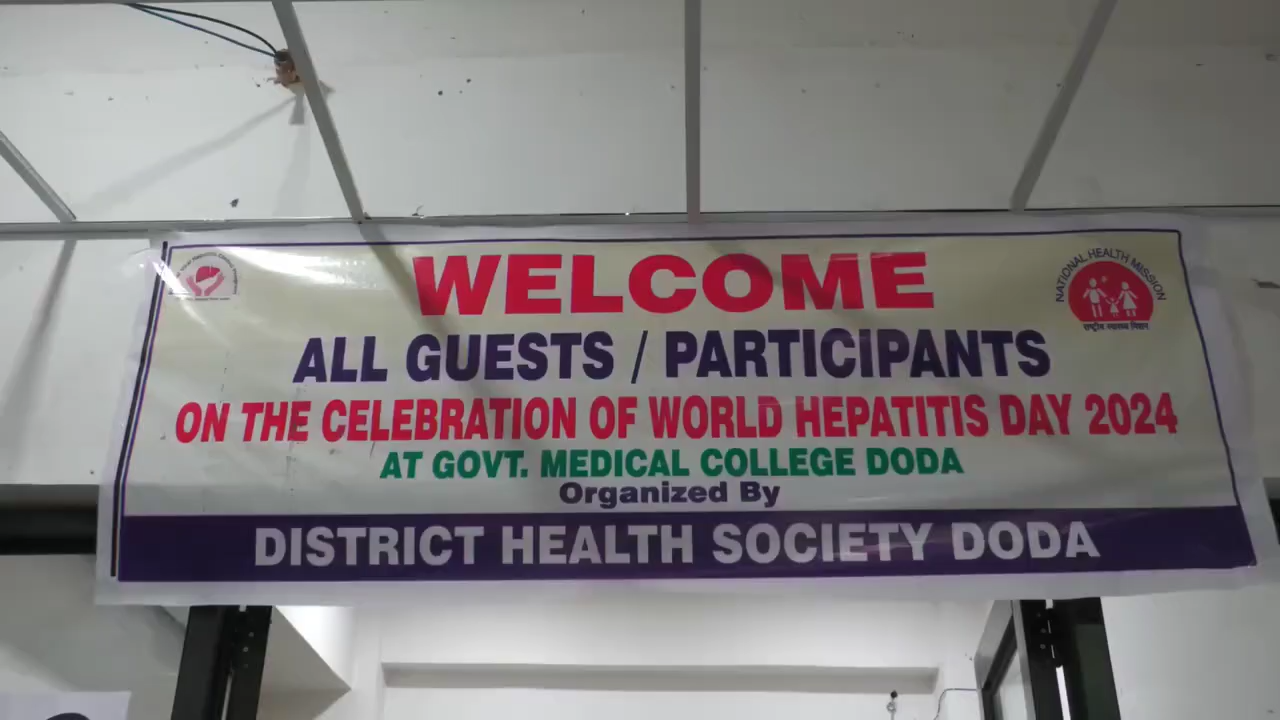 WELCOME
ALL GUESTS / PARTICIPANTS
ON THE CELEBRATION OF WORLD HEPATITIS DAY 2024
AT GOVT. MEDICAL COLLEGE DODA
Organized By
DISTRICT HEALTH SOCIETY DODA
NATIONAL HEALTH MISSION
राष्ट्रीय स्वास्थ्य मिशन